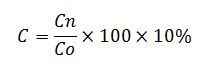 C = Cn/Co × 100 × 10%